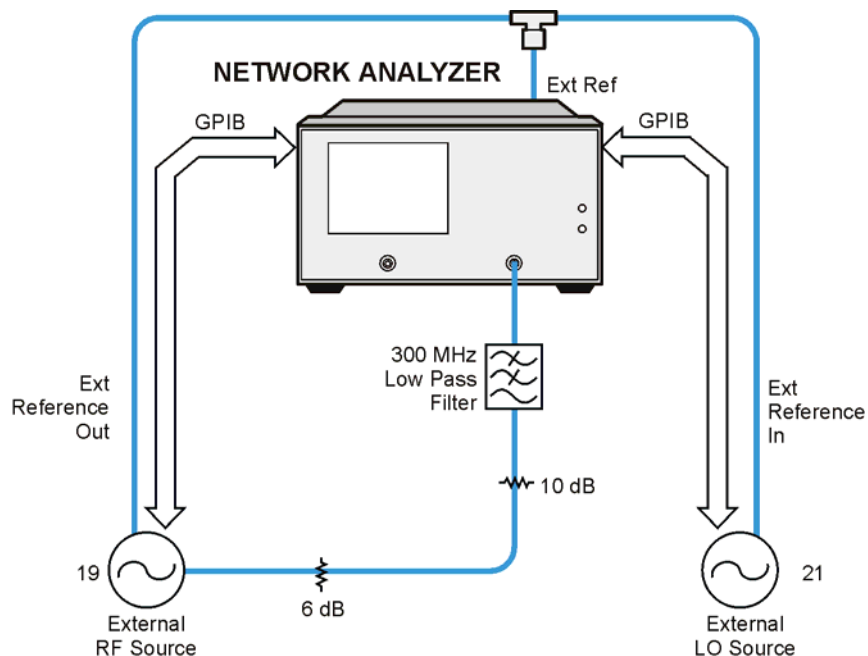 NETWORK ANALYZER
Ext Ref
GPIB
GPIB
300 MHz
Low Pass
Filter
Ext
Reference
Out
Ext
Reference
In
10 dB
19
6 dB
21
External
RF Source
External
LO Source